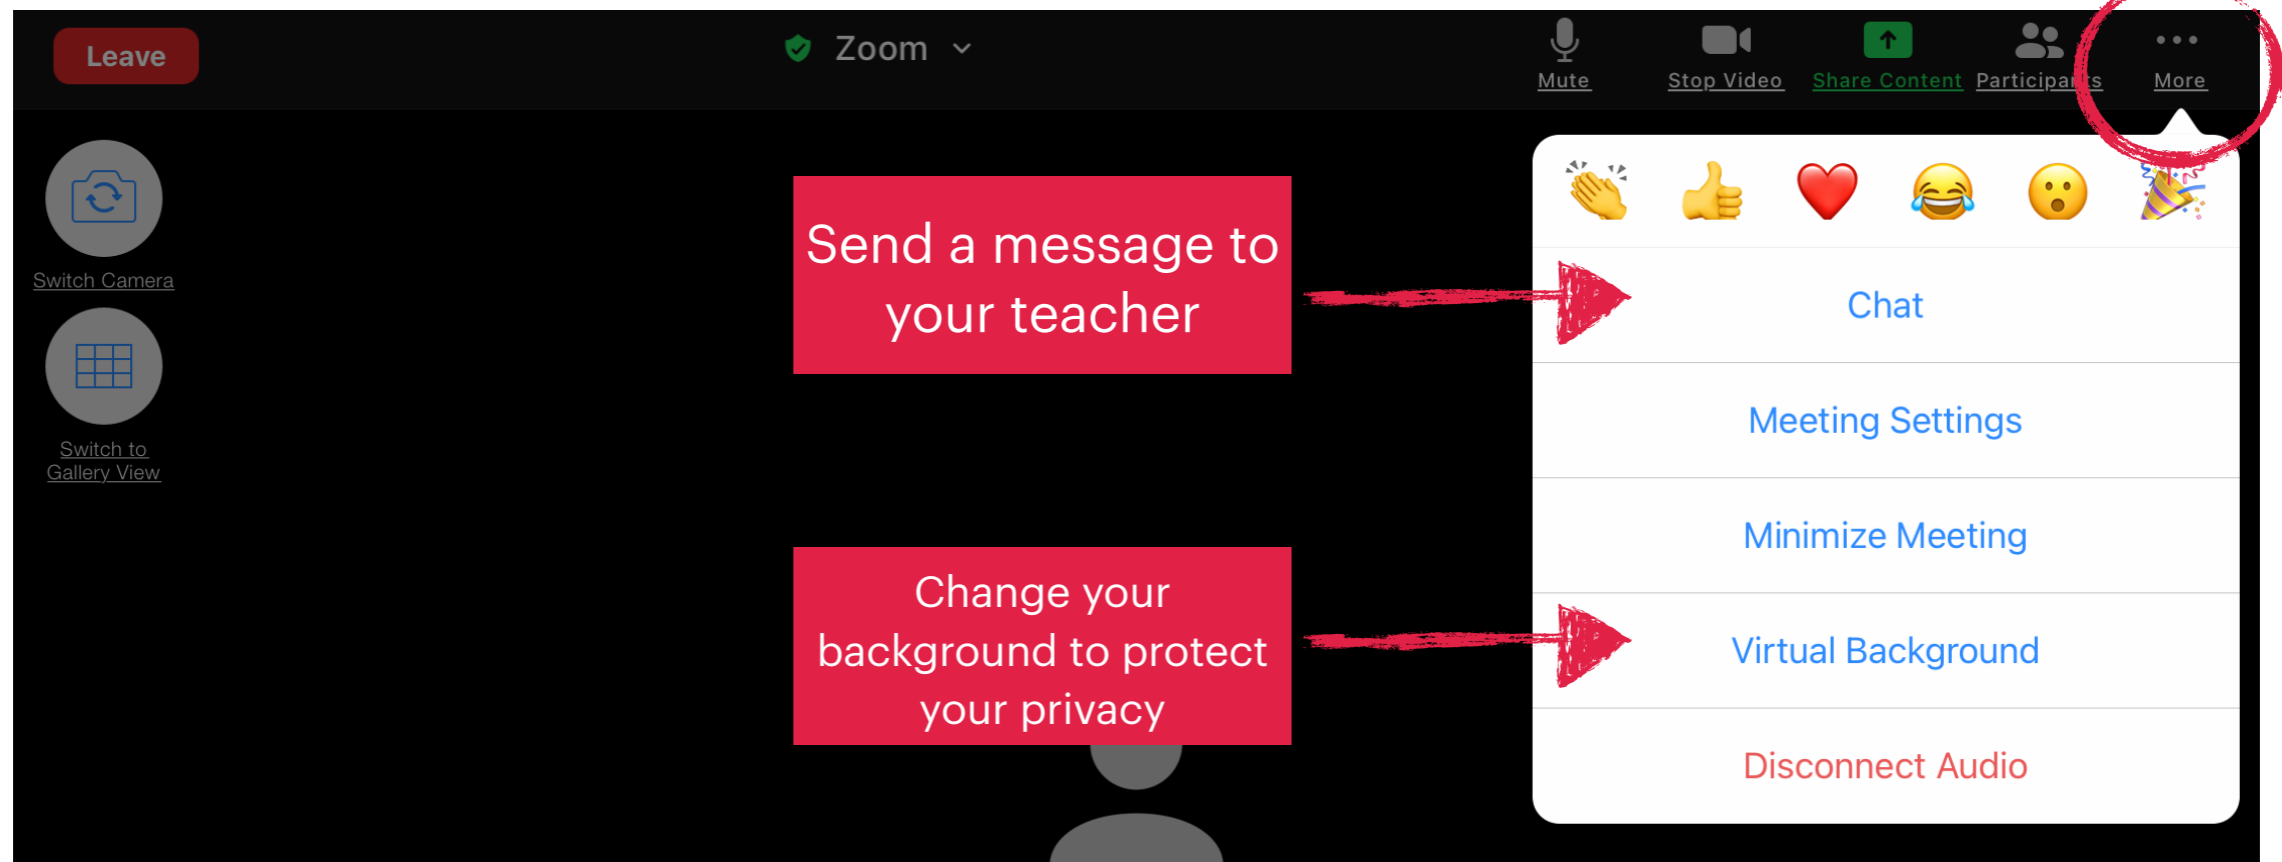 Leave
Zoom
Mute
Stop Video
Share Content
Participants
More
Switch Camera
Switch to
Gallery View
Send a message to
your teacher
Change your
background to protect
your privacy
Chat
Meeting Settings
Minimize Meeting
Virtual Background
Disconnect Audio